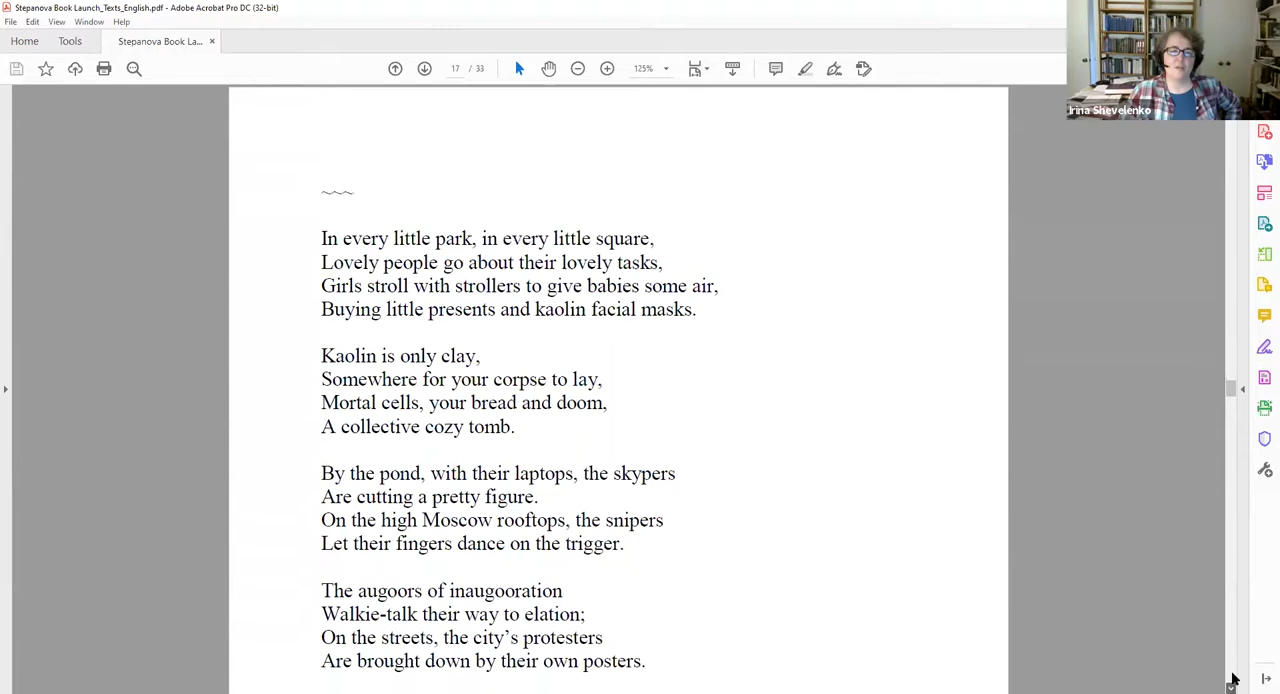 Stepanova Book Launch_Texts_English.pdf - Adobe Acrobat Pro DC (32-bit)
File Edit View Window Help
Home Tools Stepanova Book La... ×
17 / 33 125%
Irina Shevelenko
~~~
In every little park, in every little square,
Lovely people go about their lovely tasks,
Girls stroll with strollers to give babies some air,
Buying little presents and kaolin facial masks.
Kaolin is only clay,
Somewhere for your corpse to lay,
Mortal cells, your bread and doom,
A collective cozy tomb.
By the pond, with their laptops, the skypers
Are cutting a pretty figure.
On the high Moscow rooftops, the snipers
Let their fingers dance on the trigger.
The augoors of inaugooration
Walkie-talk their way to elation;
On the streets, the city’s protesters
Are brought down by their own posters.